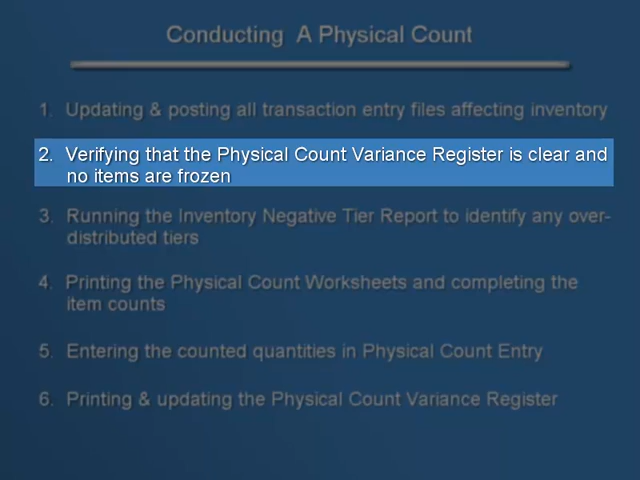 Conducting A Physical Count
1. Updating & posting all transaction entry files affecting inventory
2. Verifying that the Physical Count Variance Register is clear and
no items are frozen
3. Running the Inventory Negative Tier Report to identify any over-
distributed tiers
4. Printing the Physical Count Worksheets and completing the
item counts
5. Entering the counted quantities in Physical Count Entry
6. Printing & updating the Physical Count Variance Register